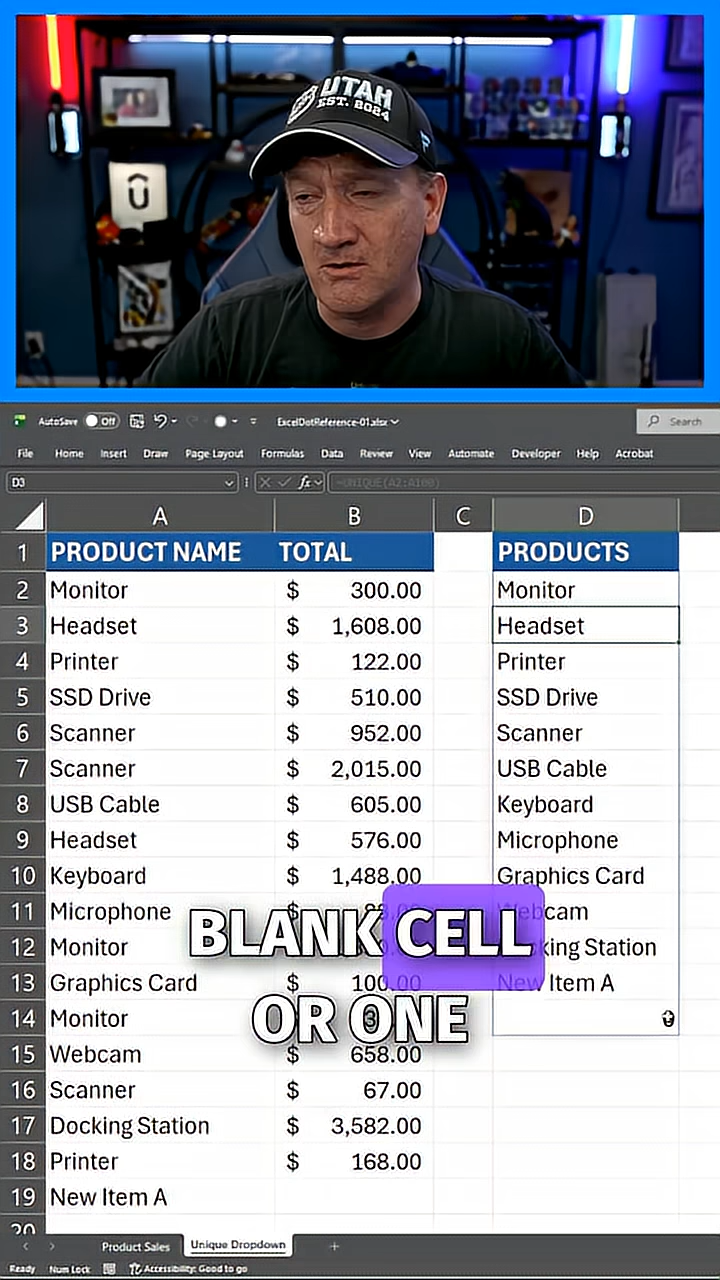 UTAH
EST. 2024
AutoSave Off ExcelDotReference-01.xlsx Search
File Home Insert Draw Page Layout Formulas Data Review View Automate Developer Help Acrobat
D3 fx =UNIQUE(A2:A100)
A B C D
1 PRODUCT NAME TOTAL PRODUCTS
2 Monitor $ 300.00 Monitor
3 Headset $ 1,608.00 Headset
4 Printer $ 122.00 Printer
5 SSD Drive $ 510.00 SSD Drive
6 Scanner $ 952.00 Scanner
7 Scanner $ 2,015.00 USB Cable
8 USB Cable $ 605.00 Keyboard
9 Headset $ 576.00 Microphone
10 Keyboard $ 1,488.00 Graphics Card
11 Microphone $
BLANK CELL
12 Monitor Station
13 Graphics Card $ 100.00 New Item A
OR ONE
14 Monitor
15 Webcam $ 658.00
16 Scanner $ 67.00
17 Docking Station $ 3,582.00
18 Printer $ 168.00
19 New Item A
20
Product Sales Unique Dropdown +
Ready Num Lock Accessibility: Good to go